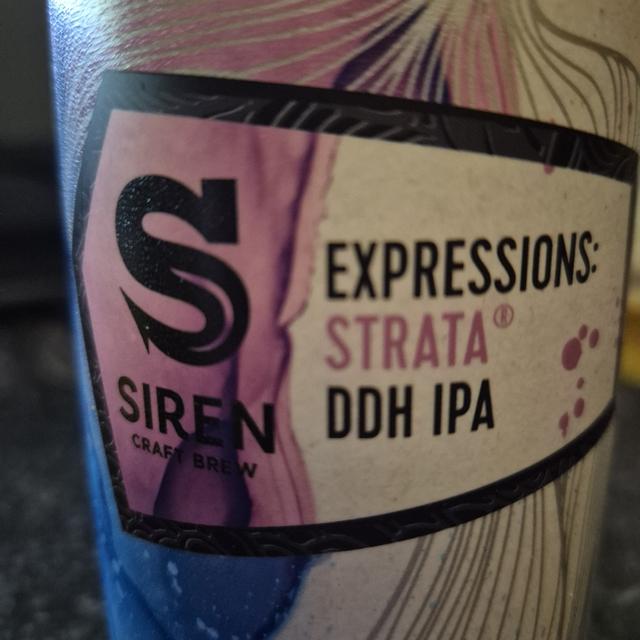 S
SIREN
CRAFT BREW
EXPRESSIONS:
STRATA®
DDH IPA